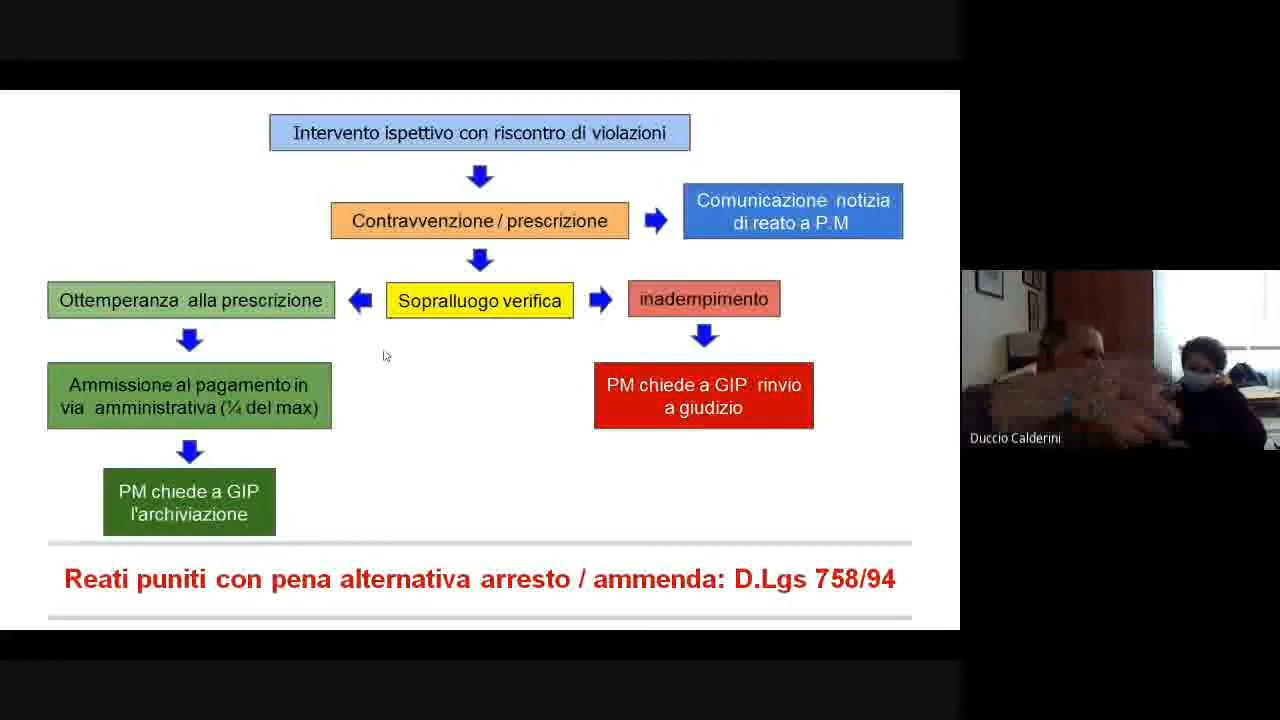 Intervento ispettivo con riscontro di violazioni
Contravvenzione / prescrizione
Comunicazione notizia
di reato a P.M
Ottemperanza alla prescrizione
Sopralluogo verifica
inadempimento
Ammissione al pagamento in
via amministrativa (¼ del max)
PM chiede a GIP rinvio
a giudizio
PM chiede a GIP
l'archiviazione
Reati puniti con pena alternativa arresto / ammenda: D.Lgs 758/94
Duccio Calderini